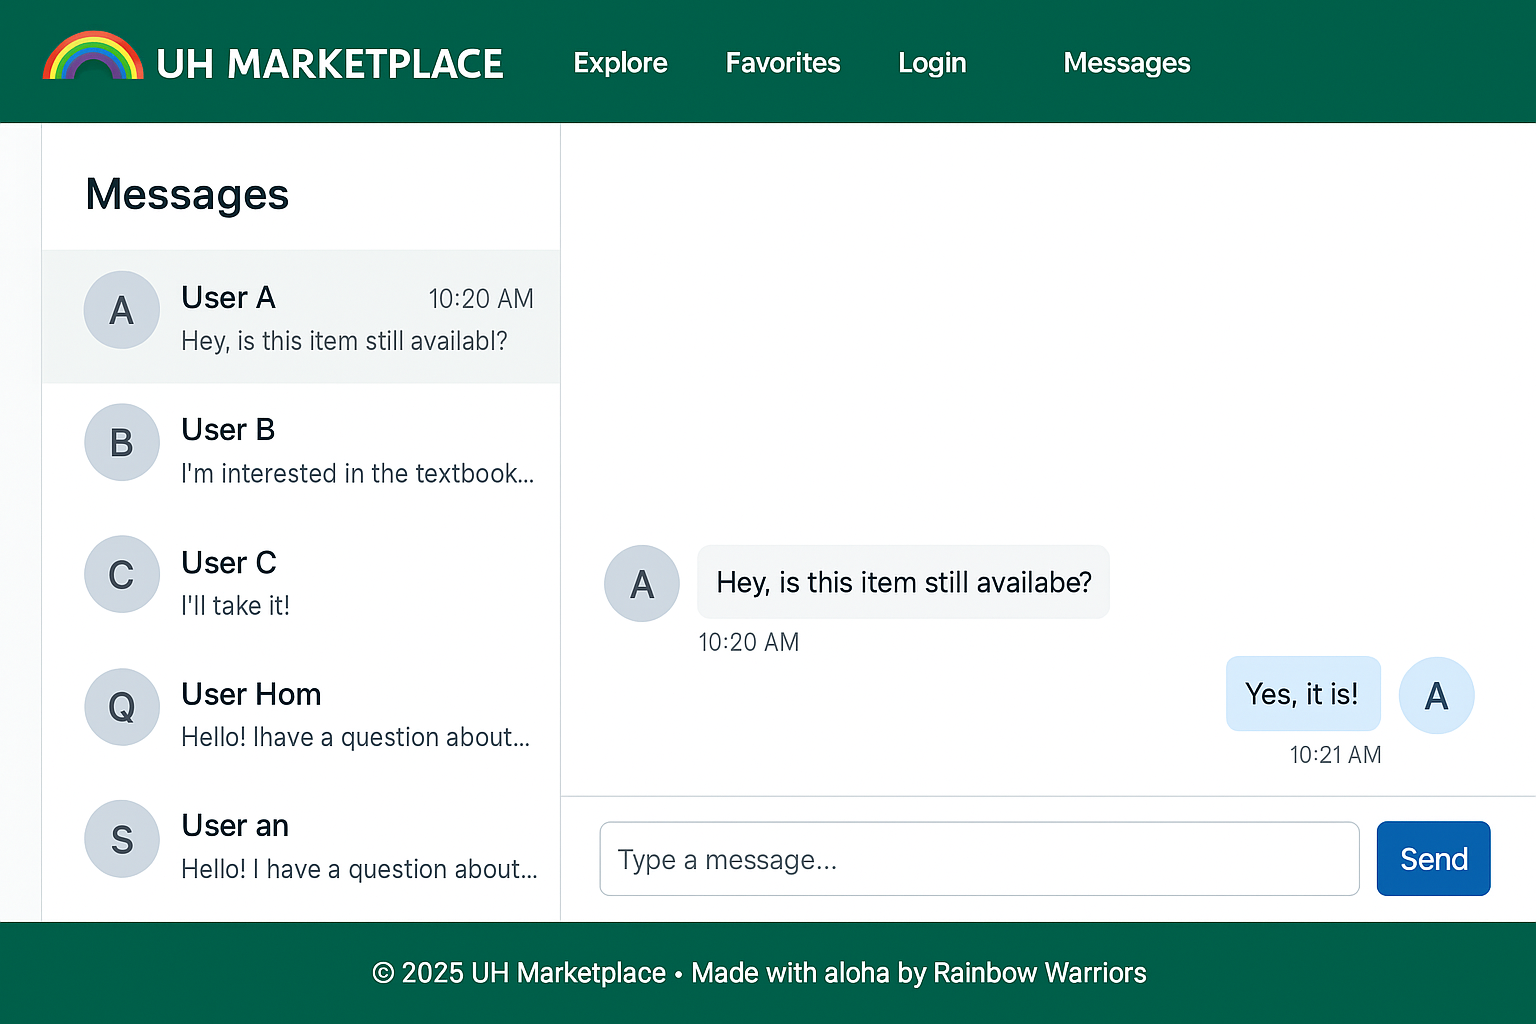 UH MARKETPLACE
Explore
Favorites
Login
Messages
Messages
A
User A
10:20 AM
Hey, is this item still availabl?
B
User B
I'm interested in the textbook...
C
User C
I'll take it!
Q
User Hom
Hello! Ihave a question about...
S
User an
Hello! I have a question about...
A
Hey, is this item still availabe?
10:20 AM
Yes, it is!
A
10:21 AM
Type a message...
Send
© 2025 UH Marketplace • Made with aloha by Rainbow Warriors